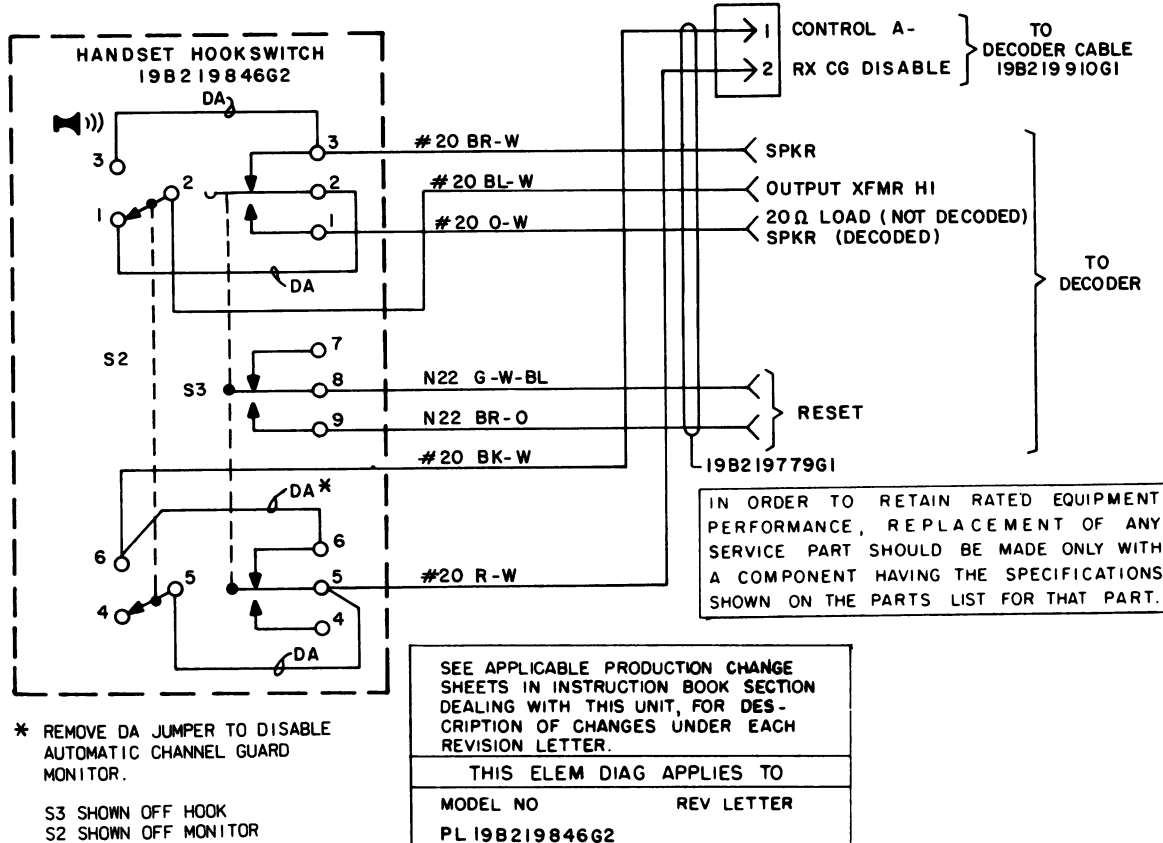 HANDSET HOOKSWITCH
19B219846G2
DA
3
3
2
2
1
1
DA
S2
S3
7
8
9
DA*
6
6
5
5
4
4
DA
#20 BR-W
#20 BL-W
#20 O-W
N22 G-W-BL
N22 BR-O
#20 BK-W
#20 R-W
1 CONTROL A-
2 RX CG DISABLE
TO
DECODER CABLE
19B219910G1
SPKR
OUTPUT XFMR HI
20Ω LOAD (NOT DECODED)
SPKR (DECODED)
TO
DECODER
RESET
19B219779G1
IN ORDER TO RETAIN RATED EQUIPMENT
PERFORMANCE, REPLACEMENT OF ANY
SERVICE PART SHOULD BE MADE ONLY WITH
A COMPONENT HAVING THE SPECIFICATIONS
SHOWN ON THE PARTS LIST FOR THAT PART.
SEE APPLICABLE PRODUCTION CHANGE
SHEETS IN INSTRUCTION BOOK SECTION
DEALING WITH THIS UNIT, FOR DES-
CRIPTION OF CHANGES UNDER EACH
REVISION LETTER.
THIS ELEM DIAG APPLIES TO
MODEL NO REV LETTER
PL 19B219846G2
* REMOVE DA JUMPER TO DISABLE
AUTOMATIC CHANNEL GUARD
MONITOR.
S3 SHOWN OFF HOOK
S2 SHOWN OFF MONITOR